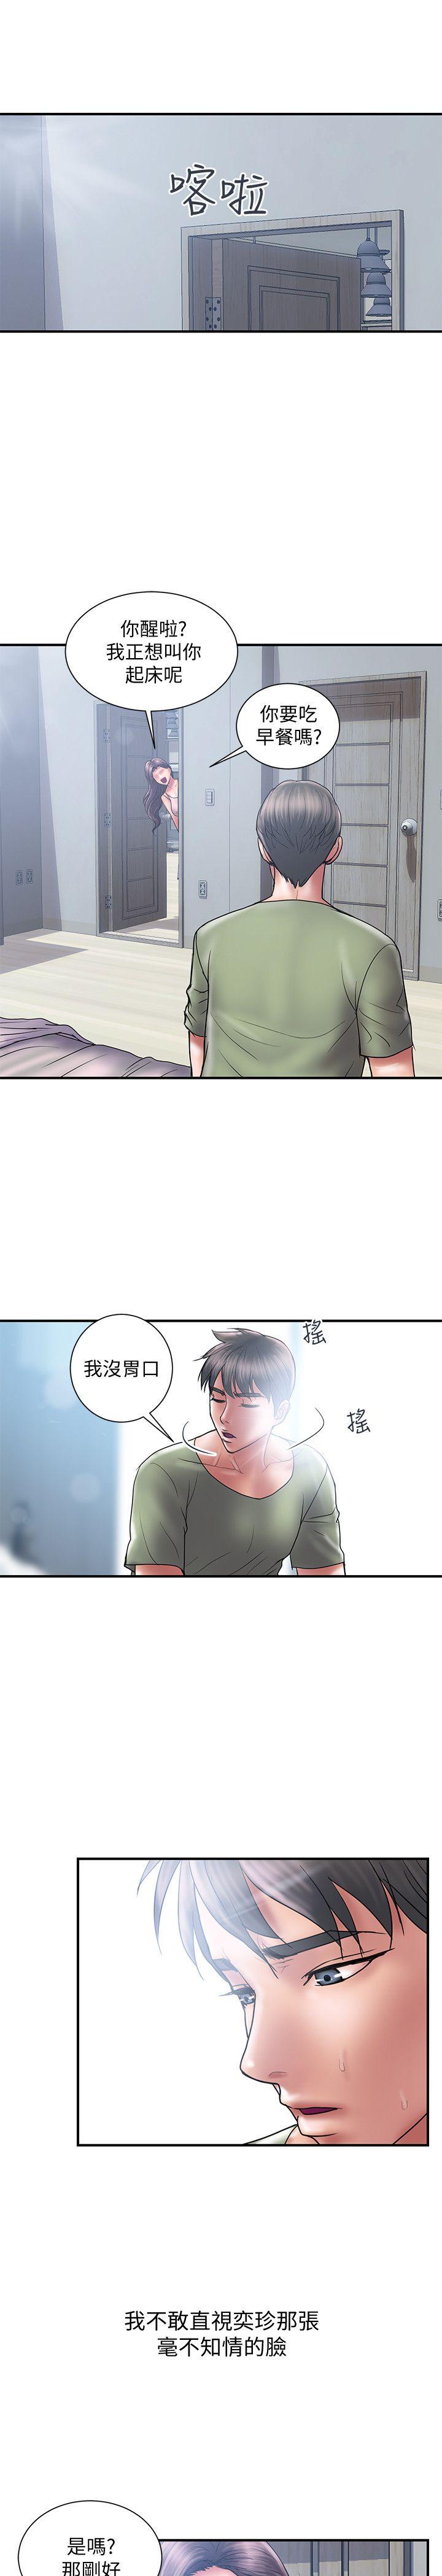 喀啦
你醒啦?
我正想叫你
起床呢
你要吃
早餐嗎?
搖
我沒胃口
搖
我不敢直視奕珍那張
毫不知情的臉
是嗎?
那剛好